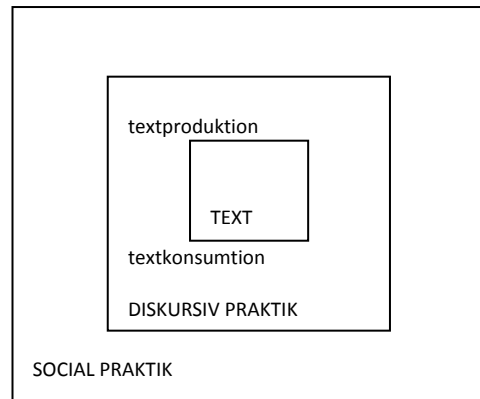 textproduktion
TEXT
textkonsumtion
DISKURSIV PRAKTIK
SOCIAL PRAKTIK